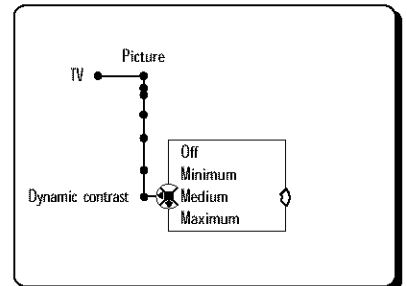 Picture
TV
Off
Minimum
Dynamic contrast Medium
Maximum